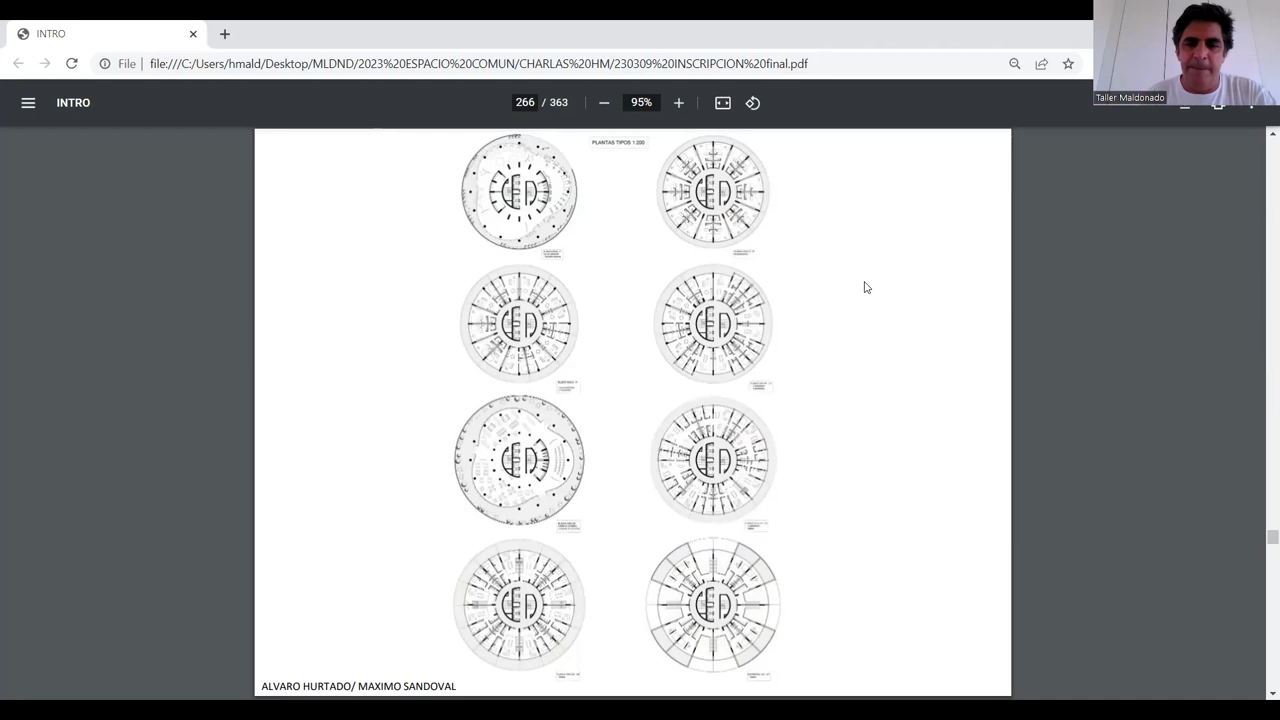 INTRO
File file:///C:/Users/hmald/Desktop/MLDND/2023%20ESPACIO%20COMUN/CHARLAS%20HM/230309%20INSCRIPCION%20final.pdf
Taller Maldonado
INTRO
266 / 363
95%
PLANTAS TIPOS 1:200
ALVARO HURTADO/ MAXIMO SANDOVAL